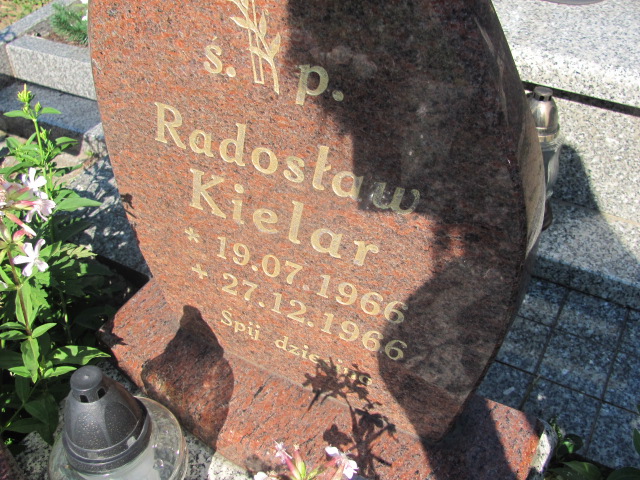 ś. p.
Radosław
Kielar
* 19.07.1966
+ 27.12.1966
Śpij dziecino